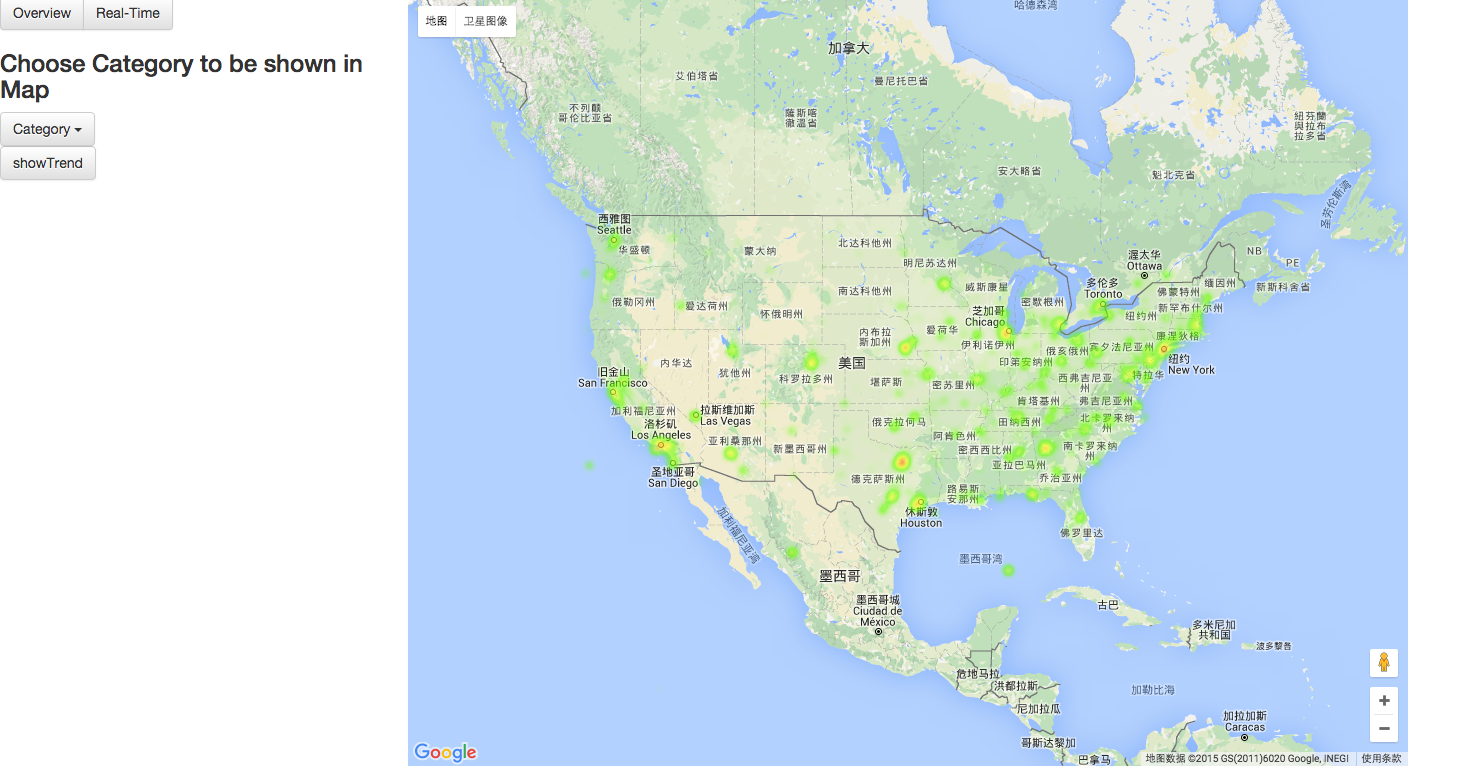 Overview
Real-Time
Choose Category to be shown in
Map
Category
showTrend
地图
卫星图像
哈德森湾
加拿大
艾伯塔省
曼尼托巴省
不列颠
哥伦比亚省
薩斯喀
徹溫省
紐芬蘭
與拉布
拉多省
安大略省
魁北克省
圣劳伦斯湾
西雅图
Seattle
华盛顿
蒙大纳
北达科他州
明尼苏达州
渥太华
Ottawa
NB
PE
缅因州
新斯科舍省
俄勒冈州
爱达荷州
怀俄明州
南达科他州
威斯康星
密歇根州
多伦多
Toronto
佛蒙特州
新罕布什尔州
纽约州
芝加哥
Chicago
爱荷华
内布拉
斯加州
伊利诺伊州
康涅狄格
俄亥俄州
宾夕法尼亚州
印第安纳州
纽约
New York
内华达
犹他州
科罗拉多州
美国
堪萨斯
密苏里州
西弗吉尼亚
州
特拉华
旧金山
San Francisco
加利福尼亚州
拉斯维加斯
Las Vegas
肯塔基州
弗吉尼亚州
洛杉矶
Los Angeles
亚利桑那州
新墨西哥州
俄克拉何马
阿肯色州
田纳西州
北卡罗来纳
州
密西西比州
亚拉巴马州
南卡罗来纳
州
圣地亚哥
San Diego
德克萨斯州
路易斯
安那州
乔治亚州
休斯敦
Houston
佛罗里达
加利福尼亚湾
墨西哥湾
墨西哥
墨西哥城
Ciudad de
México
古巴
多米尼加
共和国
波多黎各
危地马拉
洪都拉斯
加勒比海
尼加拉瓜
加拉加斯
Caracas
哥斯达黎加
巴拿马
Google
地图数据 ©2015 GS(2011)6020 Google, INEGI
使用条款